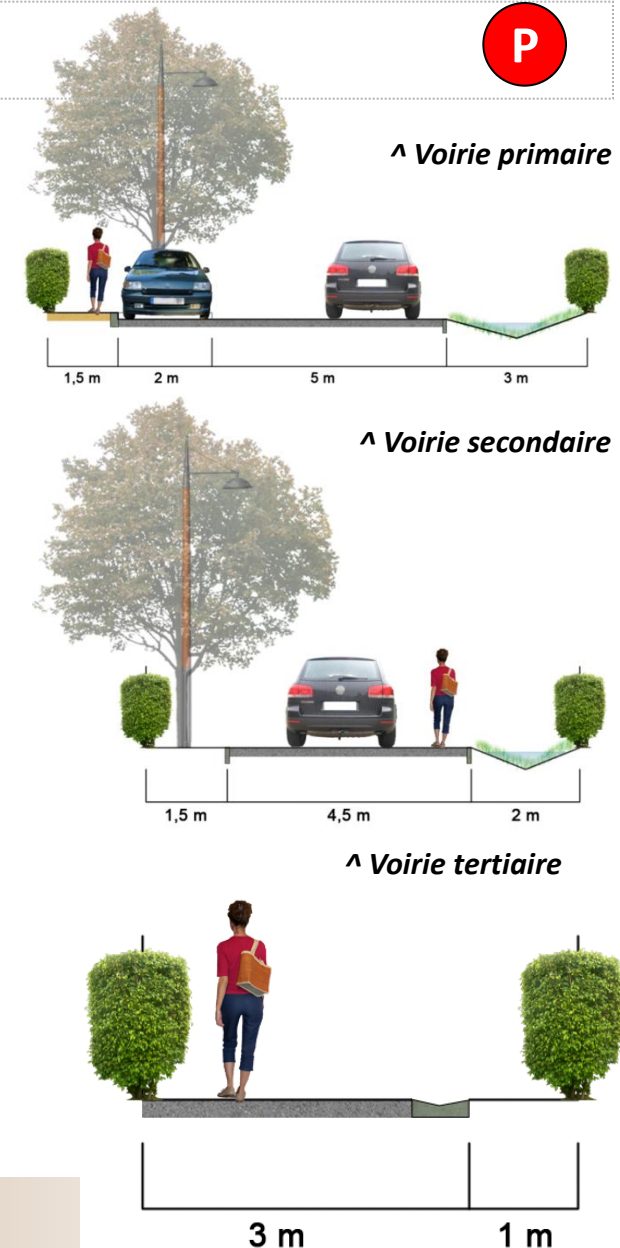 P
^ Voirie primaire
1,5 m 2 m 5 m 3 m
^ Voirie secondaire
1,5 m 4,5 m 2 m
^ Voirie tertiaire
3 m 1 m